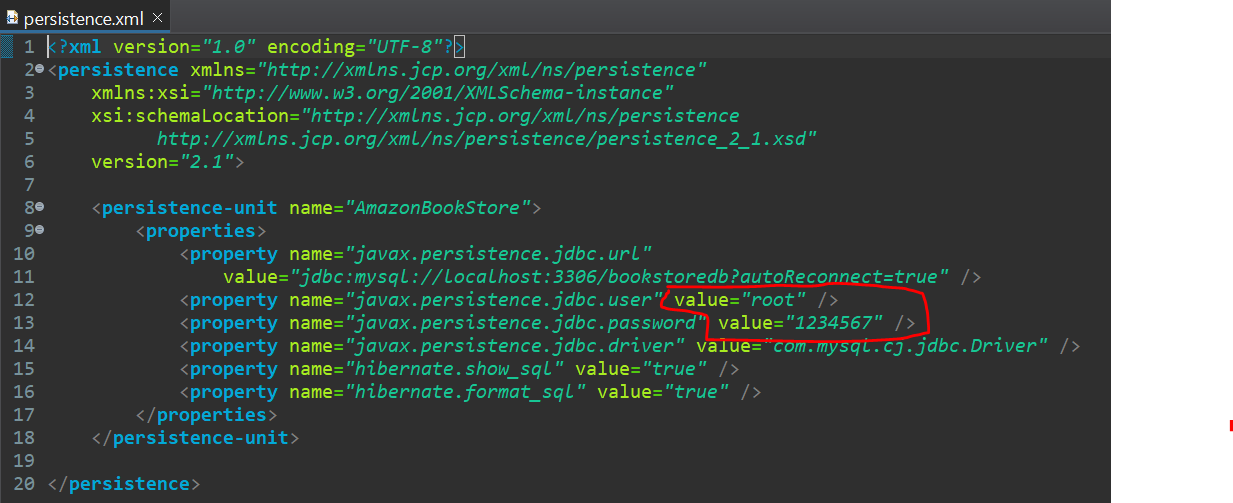 persistence.xml
1 <?xml version="1.0" encoding="UTF-8"?>
2 <persistence xmlns="http://xmlns.jcp.org/xml/ns/persistence"
3 xmlns:xsi="http://www.w3.org/2001/XMLSchema-instance"
4 xsi:schemaLocation="http://xmlns.jcp.org/xml/ns/persistence
5 http://xmlns.jcp.org/xml/ns/persistence/persistence_2_1.xsd"
6 version="2.1">
7
8 <persistence-unit name="AmazonBookStore">
9 <properties>
10 <property name="javax.persistence.jdbc.url"
11 value="jdbc:mysql://localhost:3306/bookstoredb?autoReconnect=true" />
12 <property name="javax.persistence.jdbc.user" value="root" />
13 <property name="javax.persistence.jdbc.password" value="1234567" />
14 <property name="javax.persistence.jdbc.driver" value="com.mysql.cj.jdbc.Driver" />
15 <property name="hibernate.show_sql" value="true" />
16 <property name="hibernate.format_sql" value="true" />
17 </properties>
18 </persistence-unit>
19
20 </persistence>